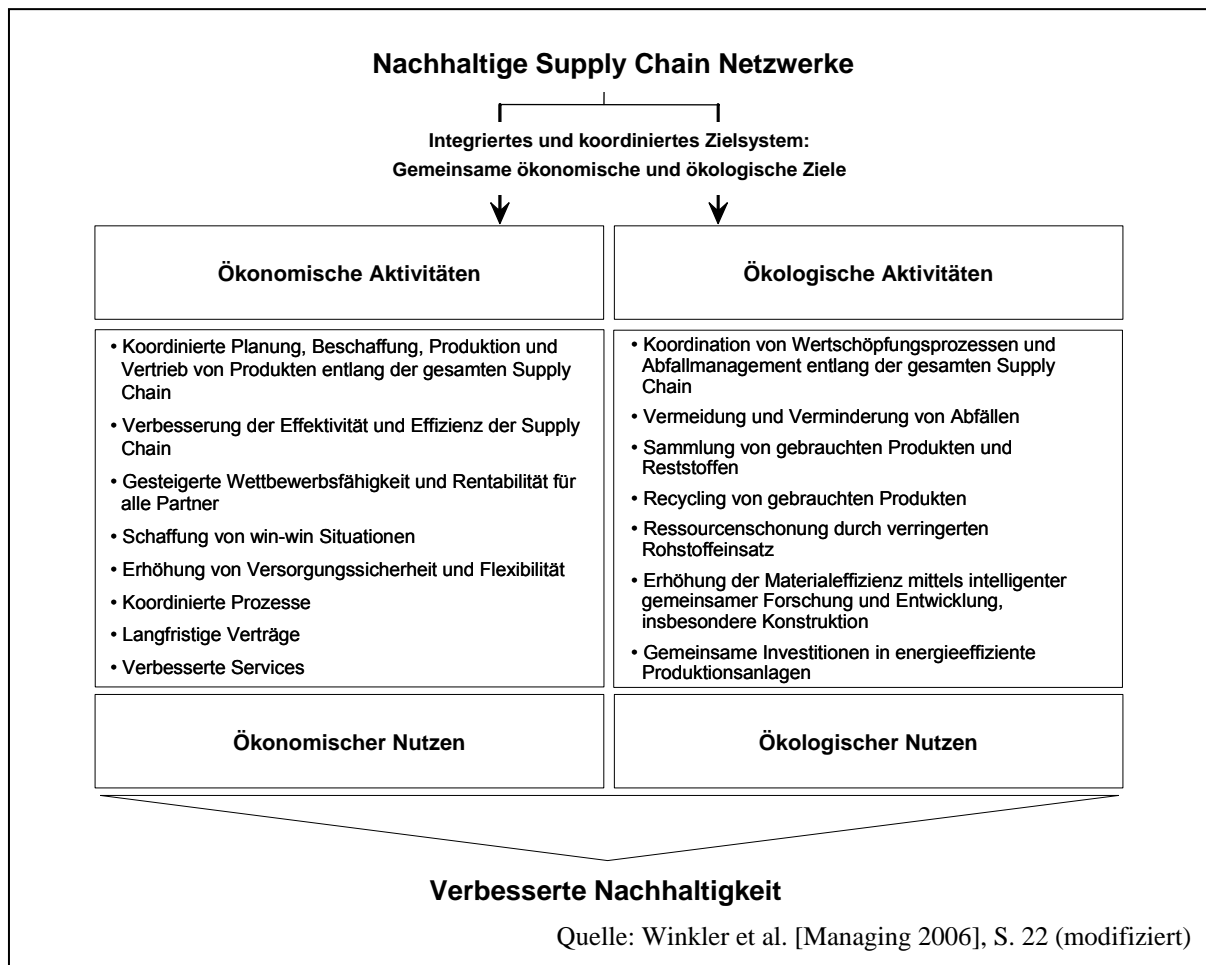 Nachhaltige Supply Chain Netzwerke
Integriertes und koordiniertes Zielsystem:
Gemeinsame ökonomische und ökologische Ziele
Ökonomische Aktivitäten
• Koordinierte Planung, Beschaffung, Produktion und
Vertrieb von Produkten entlang der gesamten Supply
Chain
• Verbesserung der Effektivität und Effizienz der Supply
Chain
• Gesteigerte Wettbewerbsfähigkeit und Rentabilität für
alle Partner
• Schaffung von win-win Situationen
• Erhöhung von Versorgungssicherheit und Flexibilität
• Koordinierte Prozesse
• Langfristige Verträge
• Verbesserte Services
Ökonomischer Nutzen
Ökologische Aktivitäten
• Koordination von Wertschöpfungsprozessen und
Abfallmanagement entlang der gesamten Supply
Chain
• Vermeidung und Verminderung von Abfällen
• Sammlung von gebrauchten Produkten und
Reststoffen
• Recycling von gebrauchten Produkten
• Ressourcenschonung durch verringerten
Rohstoffeinsatz
• Erhöhung der Materialeffizienz mittels intelligenter
gemeinsamer Forschung und Entwicklung,
insbesondere Konstruktion
• Gemeinsame Investitionen in energieeffiziente
Produktionsanlagen
Ökologischer Nutzen
Verbesserte Nachhaltigkeit
Quelle: Winkler et al. [Managing 2006], S. 22 (modifiziert)